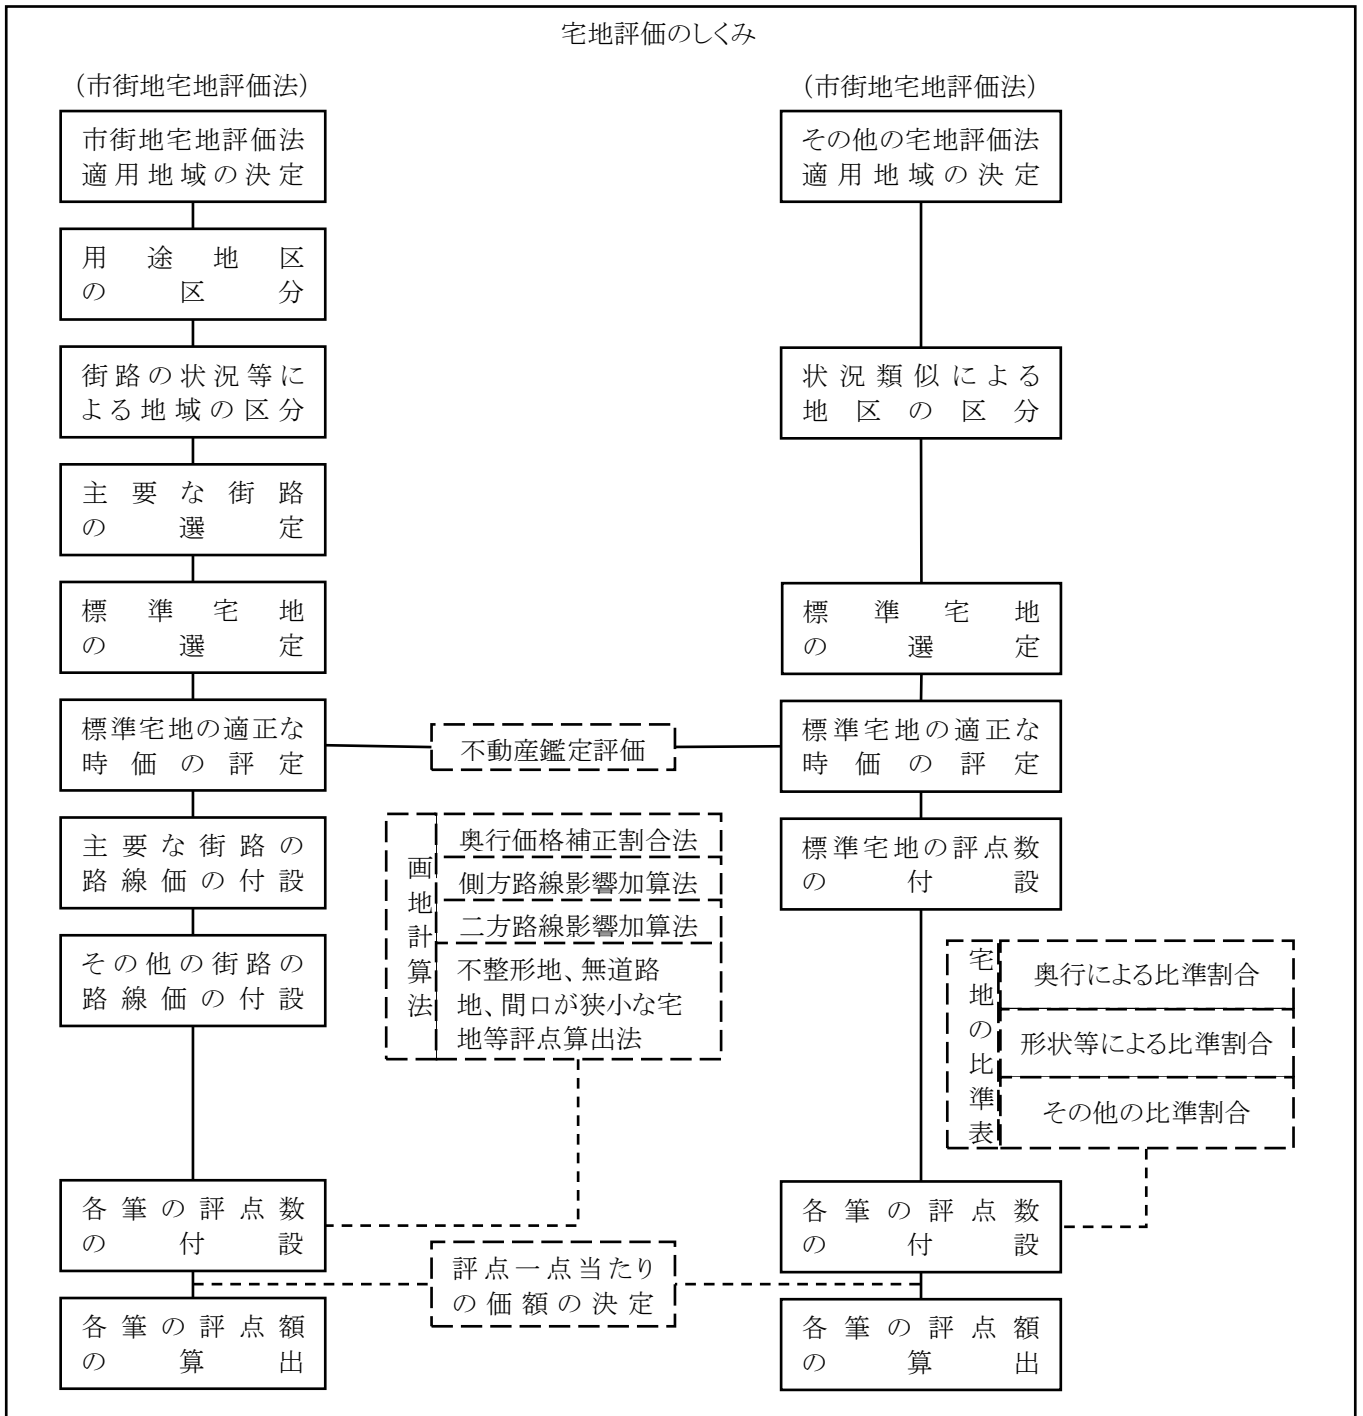 宅地評価のしくみ
（市街地宅地評価法）
市街地宅地評価法
適用地域の決定
用途地区
の区分
街路の状況等に
よる地域の区分
主要な街路
の選定
標準宅地
の選定
標準宅地の適正な
時価の評定
主要な街路の
路線価の付設
その他の街路の
路線価の付設
各筆の評点数
の付設
各筆の評点額
の算出
不動産鑑定評価
画地計算法
奥行価格補正割合法
側方路線影響加算法
二方路線影響加算法
不整形地、無道路
地、間口が狭小な宅
地等評点算出法
評点一点当たり
の価額の決定
（市街地宅地評価法）
その他の宅地評価法
適用地域の決定
状況類似による
地区の区分
標準宅地
の選定
標準宅地の適正な
時価の評定
標準宅地の評点数
の付設
宅地の比準表
奥行による比準割合
形状等による比準割合
その他の比準割合
各筆の評点数
の付設
各筆の評点額
の算出